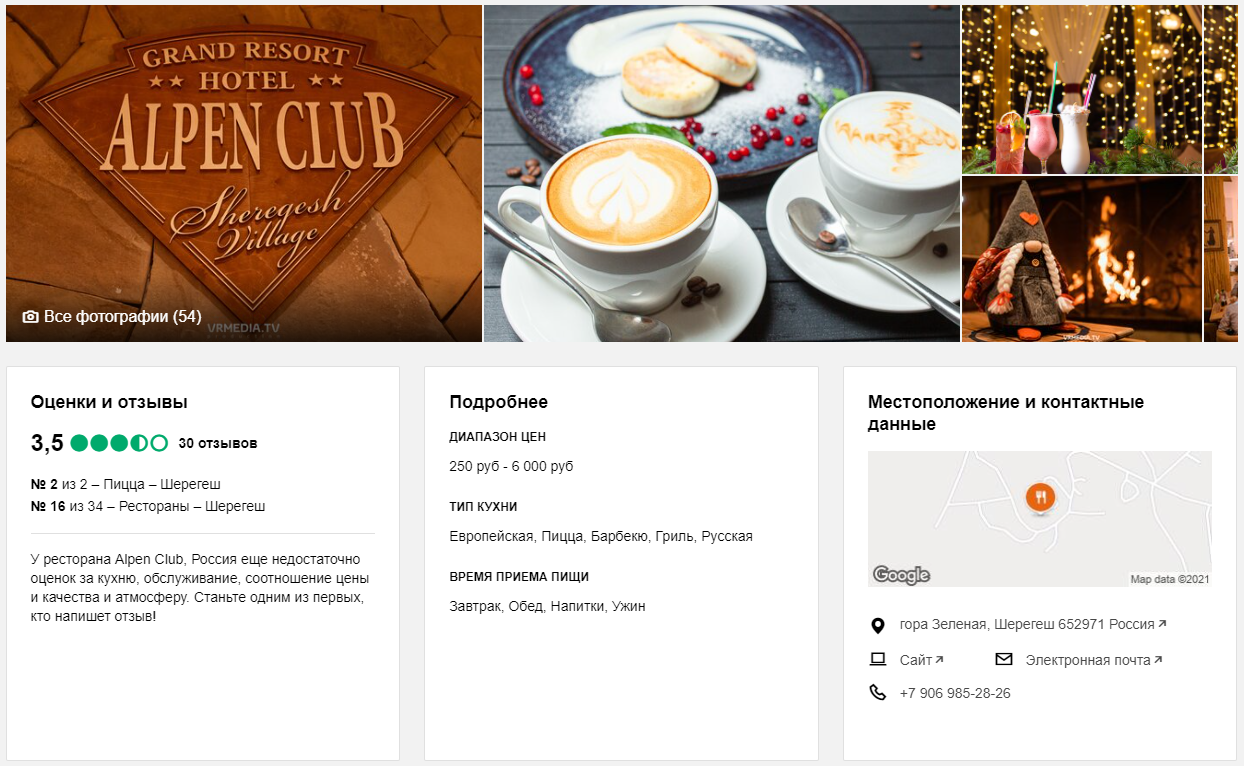 GRAND RESORT
HOTEL
ALPEN CLUB
Sheregesh
Village
Все фотографии (54)
VRMEDIA.TV
VRMEDIA.TV
Оценки и отзывы
3,5 30 отзывов
№ 2 из 2 – Пицца – Шерегеш
№ 16 из 34 – Рестораны – Шерегеш
У ресторана Alpen Club, Россия еще недостаточно
оценок за кухню, обслуживание, соотношение цены
и качества и атмосферу. Станьте одним из первых,
кто напишет отзыв!
Подробнее
ДИАПАЗОН ЦЕН
250 руб - 6 000 руб
ТИП КУХНИ
Европейская, Пицца, Барбекю, Гриль, Русская
ВРЕМЯ ПРИЕМА ПИЩИ
Завтрак, Обед, Напитки, Ужин
Местоположение и контактные
данные
Google
Map data ©2021
гора Зеленая, Шерегеш 652971 Россия
Сайт
Электронная почта
+7 906 985-28-26